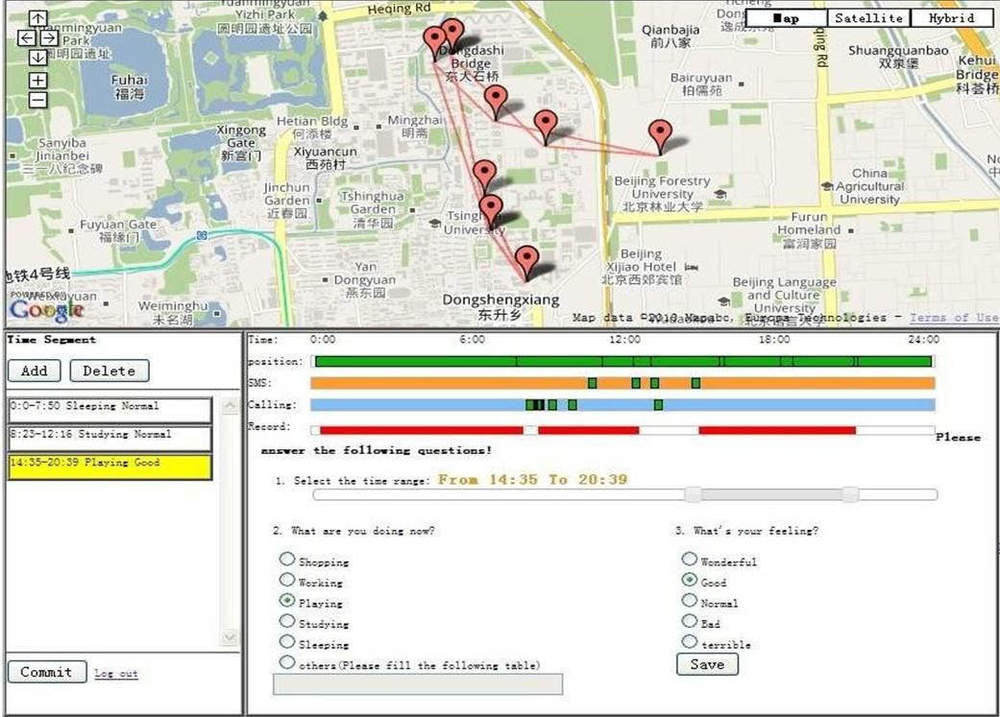 Heqing Rd
Yuanmingyuan
Yizhi Park
圆明园遗址公园
Park
圆明园遗址
Fuhai
福海
Dongdashi
Bridge
东大石桥
Qianbajia
前八家
Map
Satellite
Hybrid
Shuangquanbao
双泉堡
Kehui
Bridge
科荟桥
Bairuyuan
柏儒苑
Hetian Bldg
何添楼
Mingzhai
明斋
Xingong
Gate
新宫门
Xiyuancun
西苑村
Sanyiba
Jinianbei
三一八纪念碑
Jinchun
Garden
近春园
Tshinghua
Garden
清华园
Tsinghua
University
Beijing Forestry
University
北京林业大学
China
Agricultural
University
Fuyuan Gate
福缘门
Furun
Homeland
富润家园
Yan
Dongyuan
燕东园
Beijing
Xijiao Hotel
北京西郊宾馆
地铁4号线
POWERED BY
Google
Weiminghu
未名湖
Dongshengxiang
东升乡
Beijing Language
and Culture
University
北京语言大学
Map data ©2010 Mapabc, Europa Technologies - Terms of Use
Time Segment
Add
Delete
0:0-7:50 Sleeping Normal
8:23-12:16 Studying Normal
14:35-20:39 Playing Good
Commit
Log out
Time: 0:00 6:00 12:00 18:00 24:00
position:
SMS:
Calling:
Record:
Please
answer the following questions!
1. Select the time range: From 14:35 To 20:39
2. What are you doing now?
Shopping
Working
Playing
Studying
Sleeping
others(Please fill the following table)
3. What's your feeling?
Wonderful
Good
Normal
Bad
terrible
Save